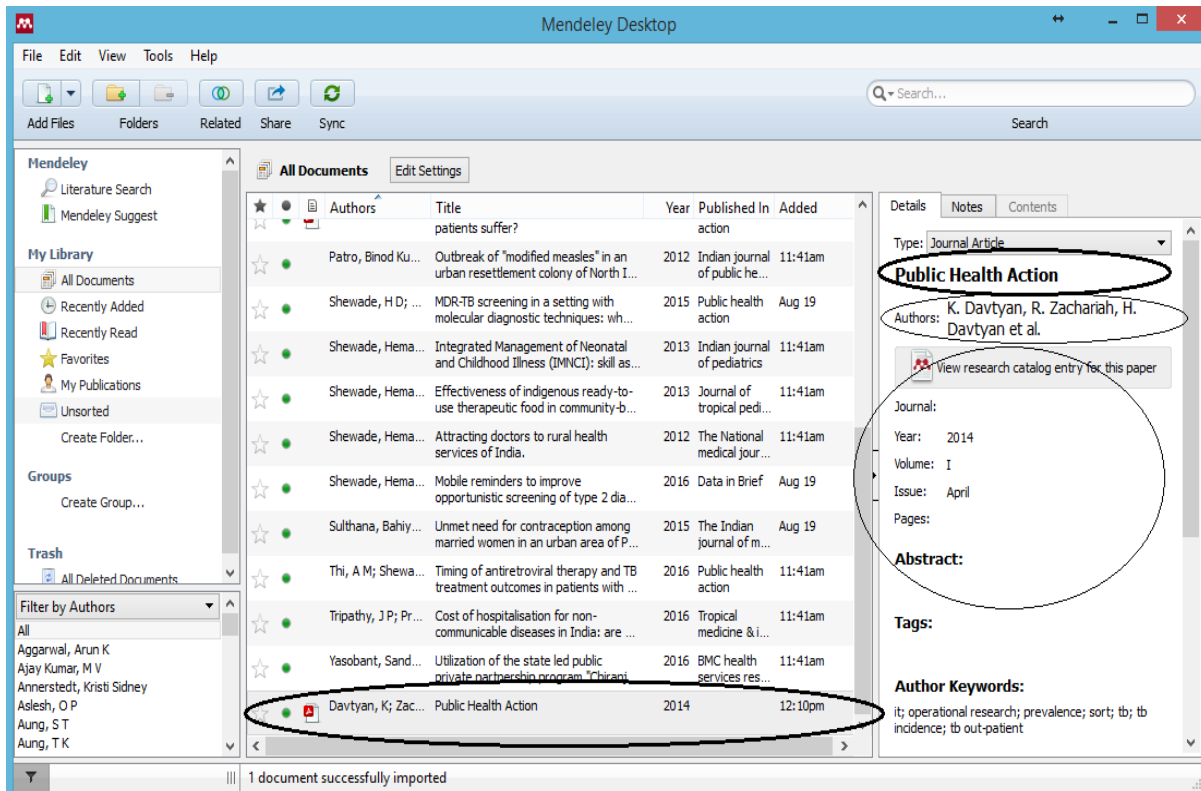 Mendeley Desktop
File Edit View Tools Help
Add Files Folders Related Share Sync
Search...
Search
Mendeley
Literature Search
Mendeley Suggest
My Library
All Documents
Recently Added
Recently Read
Favorites
My Publications
Unsorted
Create Folder...
Groups
Create Group...
Trash
All Deleted Documents
Filter by Authors
All
Aggarwal, Arun K
Ajay Kumar, M V
Annerstedt, Kristi Sidney
Aslesh, O P
Aung, S T
Aung, T K
All Documents Edit Settings
Authors Title Year Published In Added
patients suffer? action
Patro, Binod Ku... Outbreak of "modified measles" in an 2012 Indian journal 11:41am
urban resettlement colony of North I... of public he...
Shewade, H D; ... MDR-TB screening in a setting with 2015 Public health Aug 19
molecular diagnostic techniques: wh... action
Shewade, Hema... Integrated Management of Neonatal 2013 Indian journal 11:41am
and Childhood Illness (IMNCI): skill as... of pediatrics
Shewade, Hema... Effectiveness of indigenous ready-to- 2013 Journal of 11:41am
use therapeutic food in community-b... tropical pedi...
Shewade, Hema... Attracting doctors to rural health 2012 The National 11:41am
services of India. medical jour...
Shewade, Hema... Mobile reminders to improve 2016 Data in Brief Aug 19
opportunistic screening of type 2 dia...
Sulthana, Bahiy... Unmet need for contraception among 2015 The Indian Aug 19
married women in an urban area of P... journal of m...
Thi, A M; Shewa... Timing of antiretroviral therapy and TB 2016 Public health 11:41am
treatment outcomes in patients with ... action
Tripathy, J P; Pr... Cost of hospitalisation for non- 2016 Tropical 11:41am
communicable diseases in India: are ... medicine & i...
Yasobant, Sand... Utilization of the state led public 2016 BMC health 11:41am
private partnership program "Chiranj... services res...
Davtyan, K; Zac... Public Health Action 2014 12:10pm
1 document successfully imported
Details Notes Contents
Type: Journal Article
Public Health Action
Authors: K. Davtyan, R. Zachariah, H.
Davtyan et al.
View research catalog entry for this paper
Journal:
Year: 2014
Volume: I
Issue: April
Pages:
Abstract:
Tags:
Author Keywords:
it; operational research; prevalence; sort; tb; tb
incidence; tb out-patient